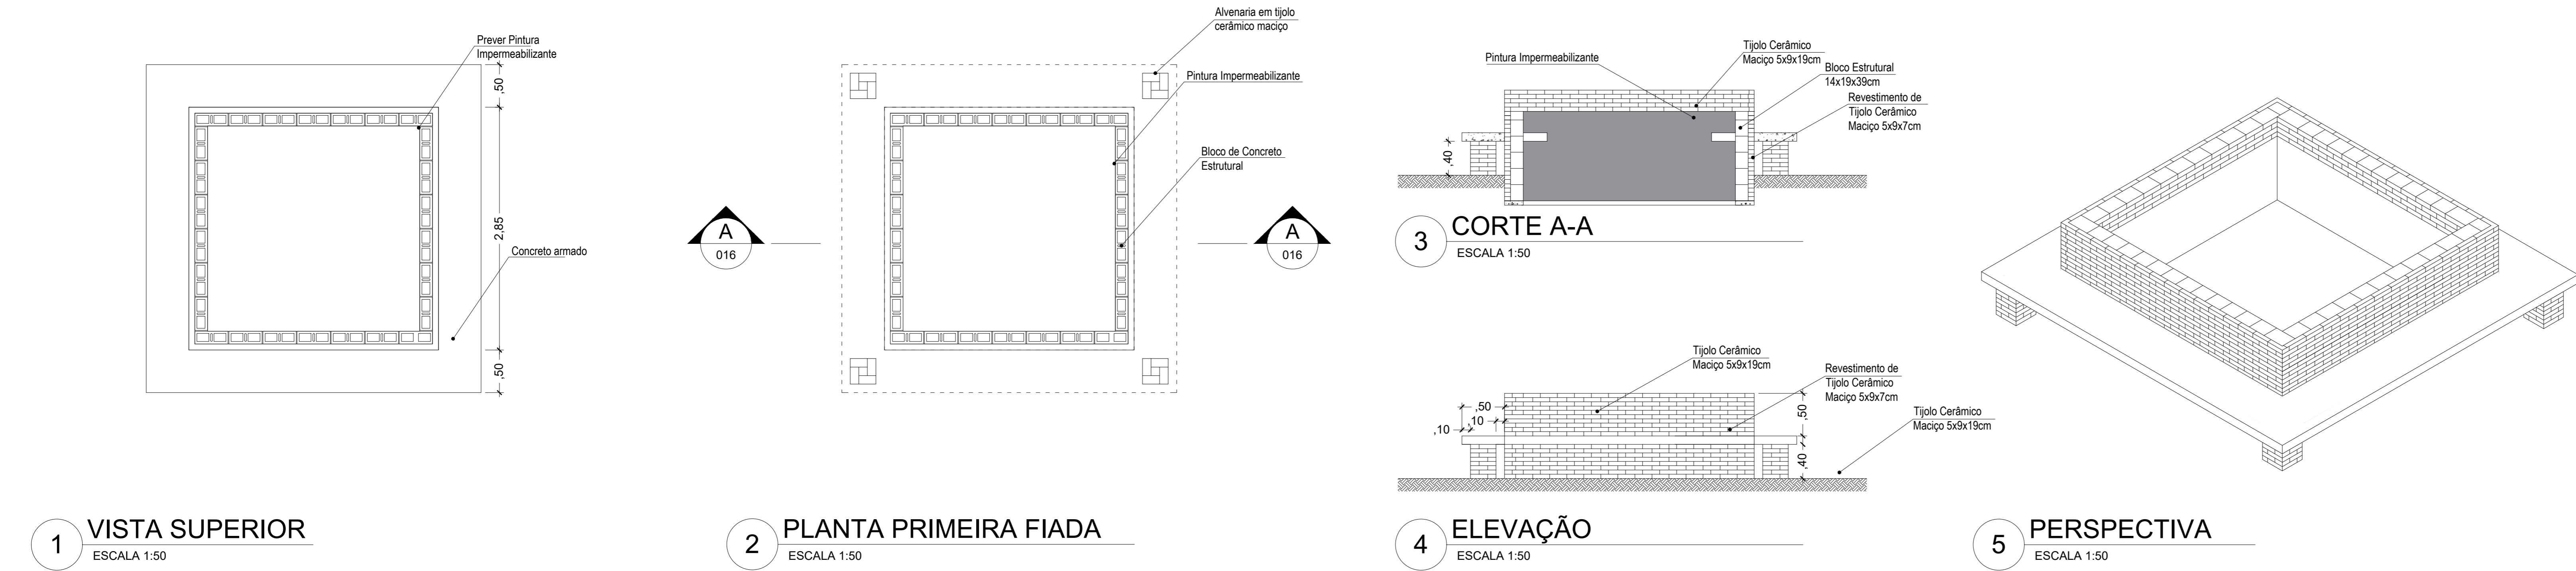 Prever Pintura
Impermeabilizante
,50
2,85
Concreto armado
,50
1
VISTA SUPERIOR
ESCALA 1:50
Alvenaria em tijolo
cerâmico maciço
Pintura Impermeabilizante
Bloco de Concreto
Estrutural
A
016
A
016
2
PLANTA PRIMEIRA FIADA
ESCALA 1:50
Pintura Impermeabilizante
Tijolo Cerâmico
Maciço 5x9x19cm
Bloco Estrutural
14x19x39cm
Revestimento de
Tijolo Cerâmico
Maciço 5x9x7cm
,40
3
CORTE A-A
ESCALA 1:50
Tijolo Cerâmico
Maciço 5x9x19cm
Revestimento de
Tijolo Cerâmico
Maciço 5x9x7cm
Tijolo Cerâmico
Maciço 5x9x19cm
,50
,10
,10
,50
,40
4
ELEVAÇÃO
ESCALA 1:50
5
PERSPECTIVA
ESCALA 1:50